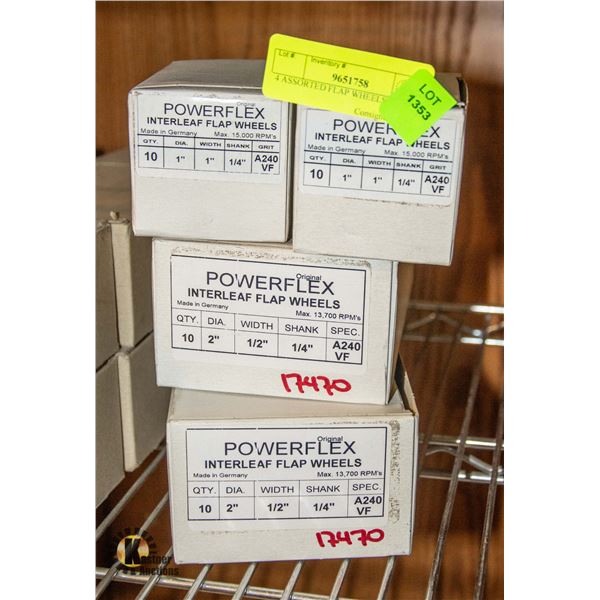 Lot #: Inventory #
9651758
4 ASSORTED FLAP WHEELS
Consign
LOT
1353
Original
POWERFLEX
INTERLEAF FLAP WHEELS
Made in Germany Max. 15,000 RPM's
QTY. DIA. WIDTH SHANK GRIT
10 1" 1" 1/4" A240 VF
POWERFLEX
INTERLEAF FLAP WHEELS
Made in Germany Max. 15,000 RPM's
QTY. DIA. WIDTH SHANK GRIT
10 1" 1" 1/4" A240 VF
Original
POWERFLEX
INTERLEAF FLAP WHEELS
Made in Germany Max. 13,700 RPM's
QTY. DIA. WIDTH SHANK SPEC.
10 2" 1/2" 1/4" A240 VF
17470
Original
POWERFLEX
INTERLEAF FLAP WHEELS
Made in Germany Max. 13,700 RPM's
QTY. DIA. WIDTH SHANK SPEC.
10 2" 1/2" 1/4" A240 VF
17470
Kastner
Auctions